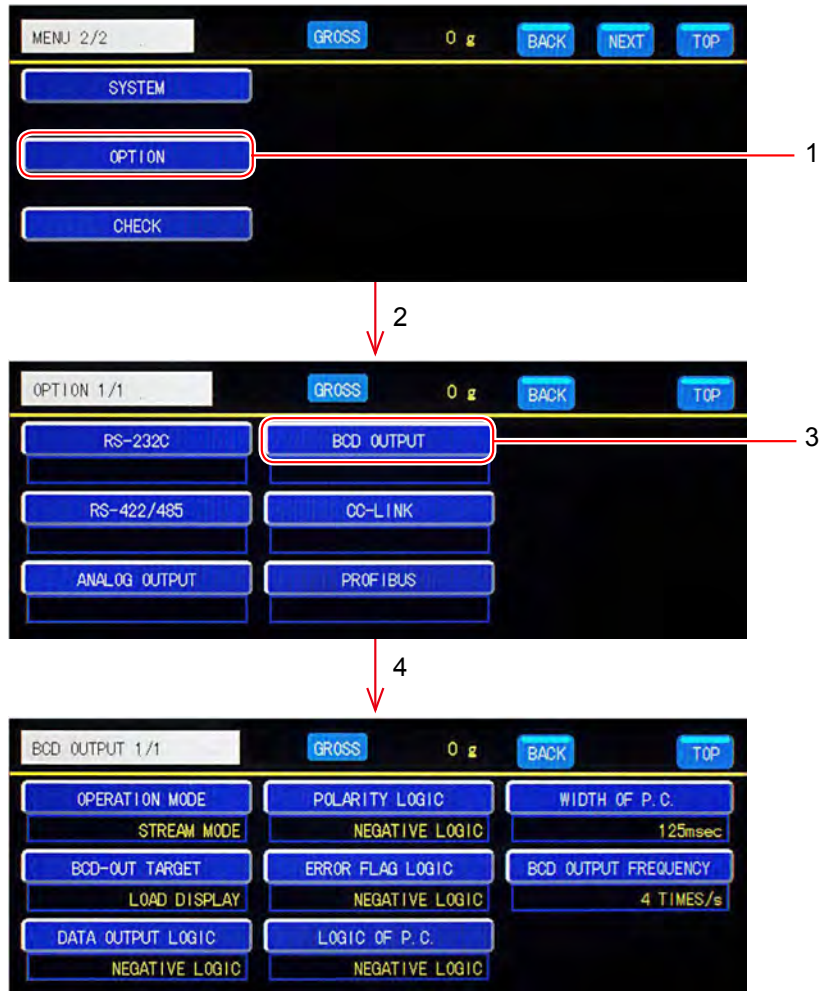 MENU 2/2 GROSS 0 g BACK NEXT TOP
SYSTEM
OPTION 1
CHECK
2
OPTION 1/1 GROSS 0 g BACK TOP
RS-232C BCD OUTPUT 3
RS-422/485 CC-LINK
ANALOG OUTPUT PROFIBUS
4
BCD OUTPUT 1/1 GROSS 0 g BACK TOP
OPERATION MODE POLARITY LOGIC WIDTH OF P.C.
STREAM MODE NEGATIVE LOGIC 125msec
BCD-OUT TARGET ERROR FLAG LOGIC BCD OUTPUT FREQUENCY
LOAD DISPLAY NEGATIVE LOGIC 4 TIMES/s
DATA OUTPUT LOGIC LOGIC OF P.C.
NEGATIVE LOGIC NEGATIVE LOGIC